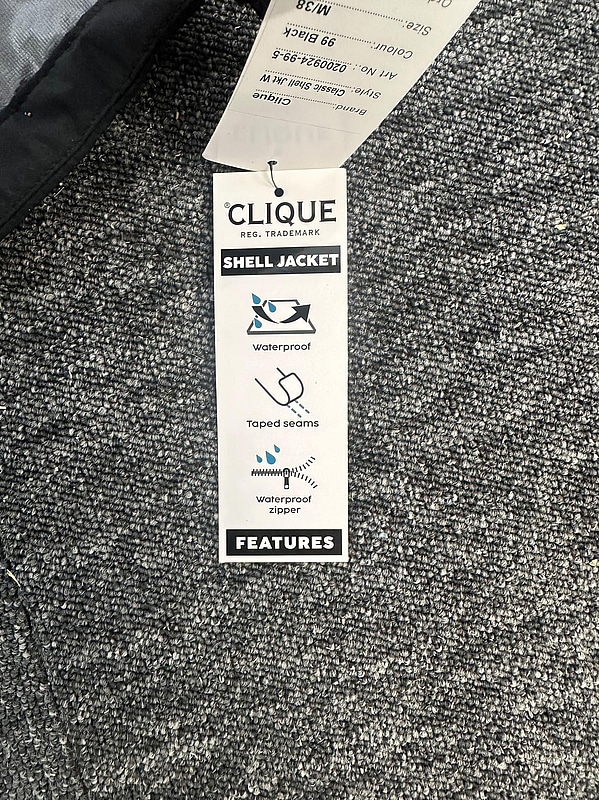 Brand: Clique
Style: Classic Shell Jkt W
Art No.: 0200924-99-5
Colour: 99 Black
Size: M/38
®CLIQUE
REG. TRADEMARK
SHELL JACKET
Waterproof
Taped seams
Waterproof
zipper
FEATURES